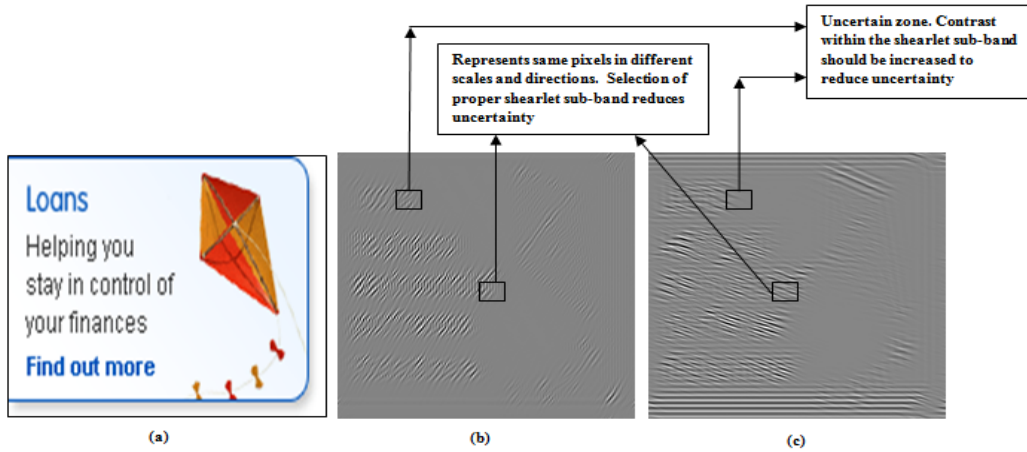 Uncertain zone. Contrast
within the shearlet sub-band
should be increased to
reduce uncertainty
Represents same pixels in different
scales and directions. Selection of
proper shearlet sub-band reduces
uncertainty
Loans
Helping you
stay in control of
your finances
Find out more
(a)
(b)
(c)